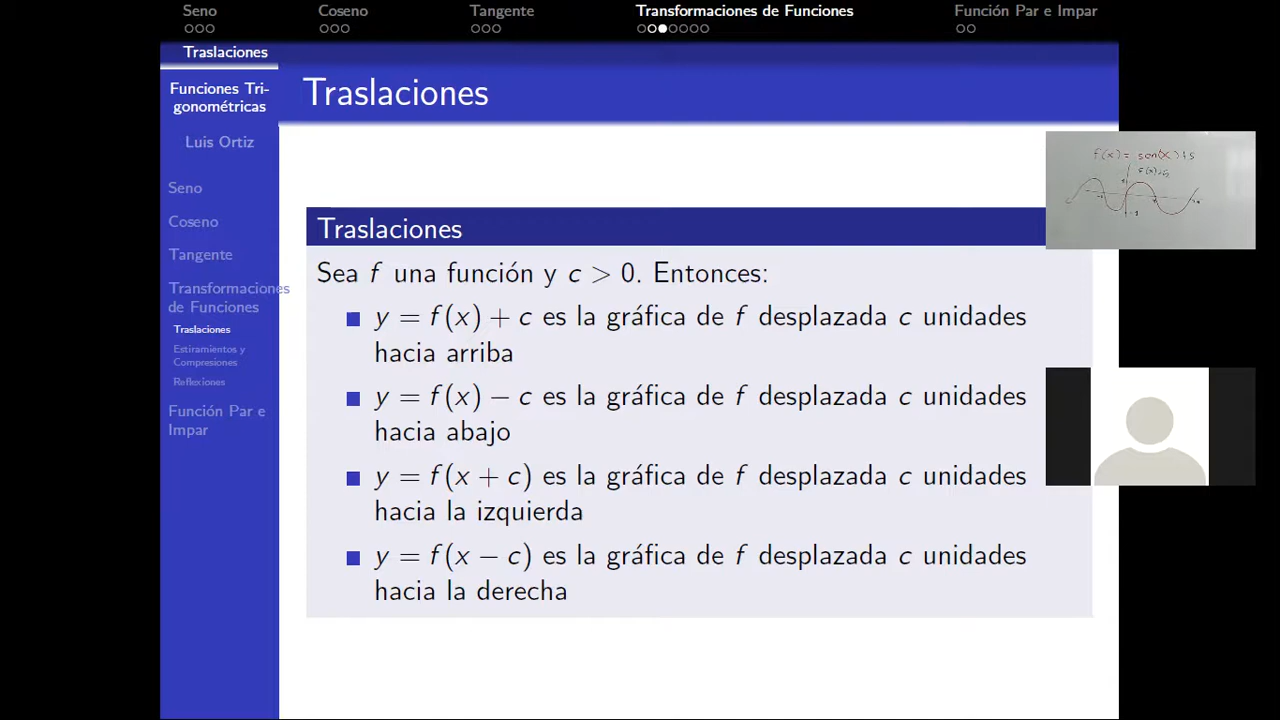 Seno
Coseno
Tangente
Transformaciones de Funciones
Función Par e Impar
Traslaciones
Funciones Tri-
gonométricas
Luis Ortiz
Seno
Coseno
Tangente
Transformaciones
de Funciones
Traslaciones
Estiramientos y
Compresiones
Reflexiones
Función Par e
Impar
Traslaciones
Traslaciones
Sea f una función y c > 0. Entonces:
y = f(x) + c es la gráfica de f desplazada c unidades
hacia arriba
y = f(x) − c es la gráfica de f desplazada c unidades
hacia abajo
y = f(x + c) es la gráfica de f desplazada c unidades
hacia la izquierda
y = f(x − c) es la gráfica de f desplazada c unidades
hacia la derecha
f(x) = sen(x)+5